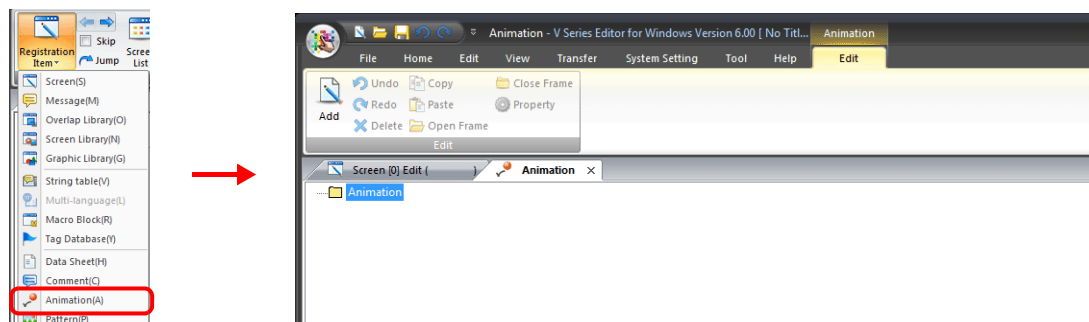 Registration
Item
Skip
Jump
Scree
List
Screen(S)
Message(M)
Overlap Library(O)
Screen Library(N)
Graphic Library(G)
String table(V)
Multi-language(L)
Macro Block(R)
Tag Database(Y)
Data Sheet(H)
Comment(C)
Animation(A)
Pattern(P)
Animation - V Series Editor for Windows Version 6.00 [ No Titl...
Animation
File Home Edit View Transfer System Setting Tool Help Edit
Add
Undo Copy Close Frame
Redo Paste Property
Delete Open Frame
Edit
Screen [0] Edit ( ) Animation ×
Animation